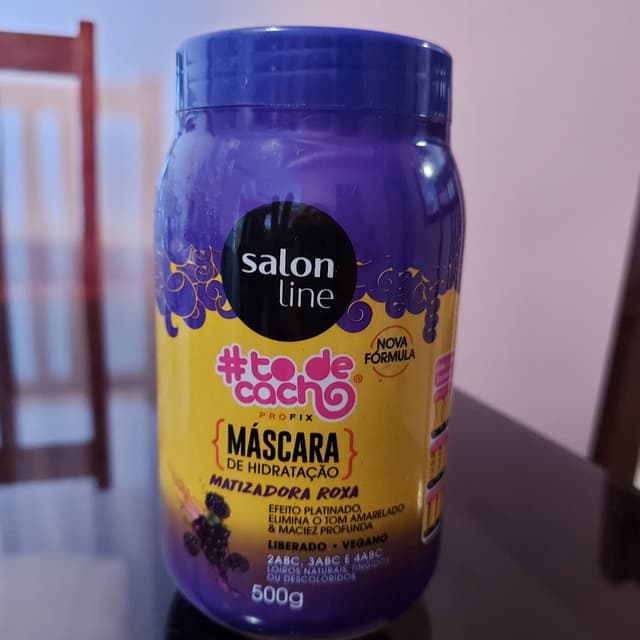 salon
line
#to de
cacho®
NOVA
FÓRMULA
PROFIX
{MÁSCARA
DE HIDRATAÇÃO}
MATIZADORA ROXA
EFEITO PLATINADO,
ELIMINA O TOM AMARELADO
& MACIEZ PROFUNDA
LIBERADO • VEGANO
2ABC, 3ABC E 4ABC
LOIROS NATURAIS, TINGIDOS
OU DESCOLORIDOS
500g